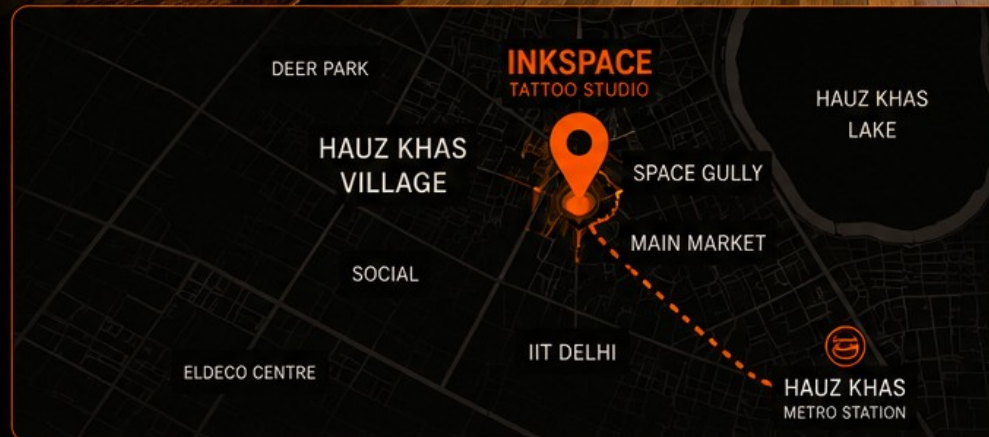 DEER PARK
INKSPACE
TATTOO STUDIO
HAUZ KHAS
LAKE
HAUZ KHAS
VILLAGE
SPACE GULLY
MAIN MARKET
SOCIAL
IIT DELHI
ELDECO CENTRE
HAUZ KHAS
METRO STATION